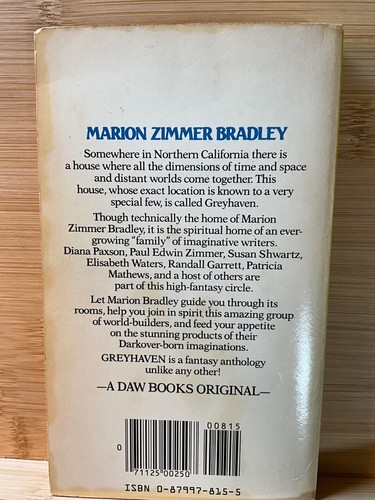 MARION ZIMMER BRADLEY
Somewhere in Northern California there is
a house where all the dimensions of time and space
and distant worlds come together. This
house, whose exact location is known to a very
special few, is called Greyhaven.
Though technically the home of Marion
Zimmer Bradley, it is the spiritual home of an ever-
growing "family" of imaginative writers.
Diana Paxson, Paul Edwin Zimmer, Susan Shwartz,
Elisabeth Waters, Randall Garrett, Patricia
Mathews, and a host of others are
part of this high-fantasy circle.
Let Marion Bradley guide you through its
rooms, help you join in spirit this amazing group
of world-builders, and feed your appetite
on the stunning products of their
Darkover-born imaginations.
GREYHAVEN is a fantasy anthology
unlike any other!
—A DAW BOOKS ORIGINAL—
00815
0
71125 00250
ISBN 0-87997-815-5